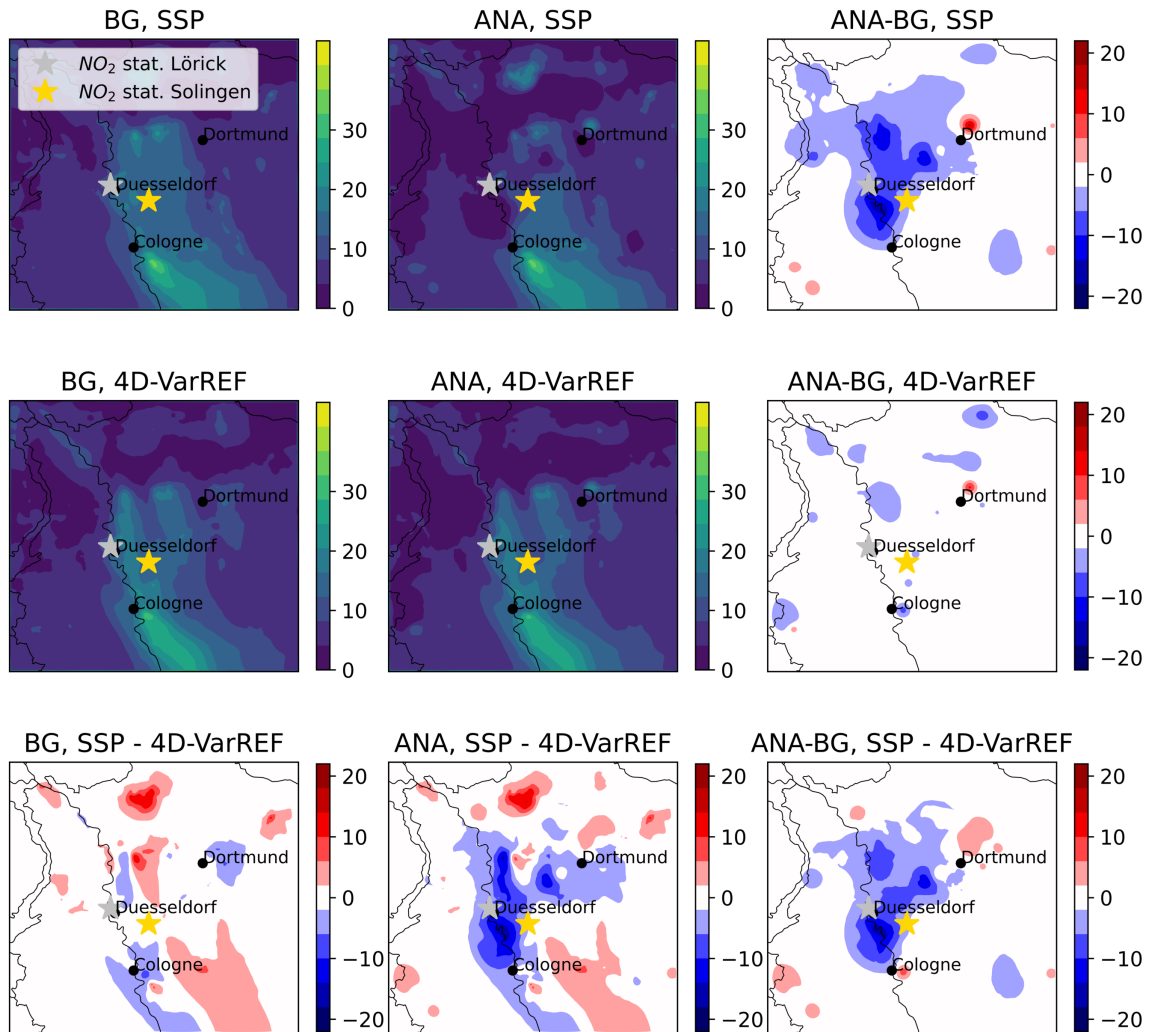 BG, SSP
ANA, SSP
ANA-BG, SSP
NO₂ stat. Lörick
NO₂ stat. Solingen
Dortmund
Duesseldorf
Cologne
30
20
10
0
Dortmund
Duesseldorf
Cologne
30
20
10
0
Dortmund
Duesseldorf
Cologne
20
10
0
−10
−20
BG, 4D-VarREF
ANA, 4D-VarREF
ANA-BG, 4D-VarREF
Dortmund
Duesseldorf
Cologne
30
20
10
0
Dortmund
Duesseldorf
Cologne
30
20
10
0
Dortmund
Duesseldorf
Cologne
20
10
0
−10
−20
BG, SSP - 4D-VarREF
ANA, SSP - 4D-VarREF
ANA-BG, SSP - 4D-VarREF
Dortmund
Duesseldorf
Cologne
20
10
0
−10
−20
Dortmund
Duesseldorf
Cologne
20
10
0
−10
−20
Dortmund
Duesseldorf
Cologne
20
10
0
−10
−20